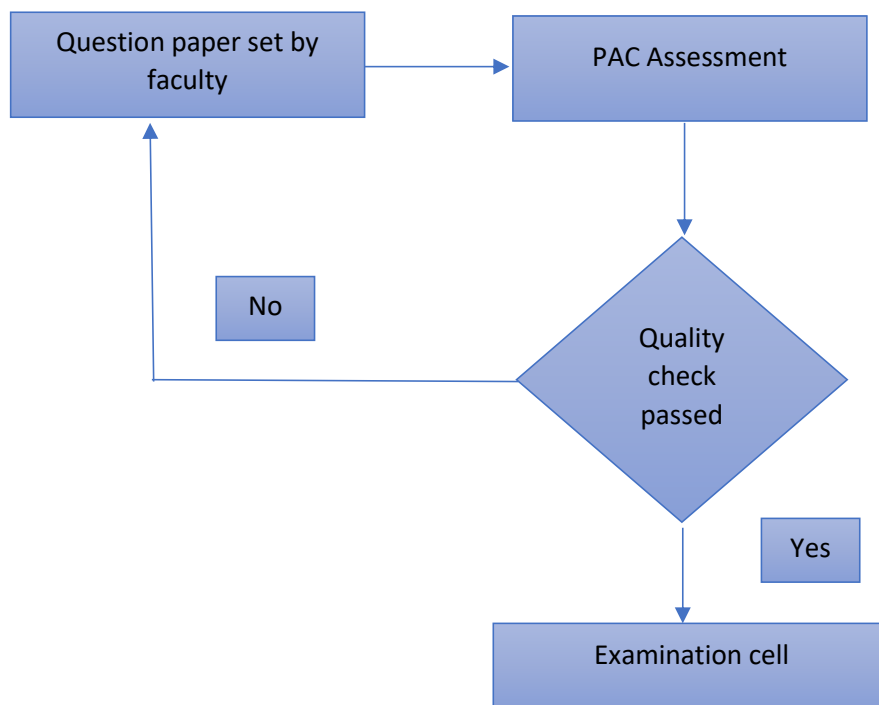 Question paper set by
faculty
PAC Assessment
No
Quality
check
passed
Yes
Examination cell